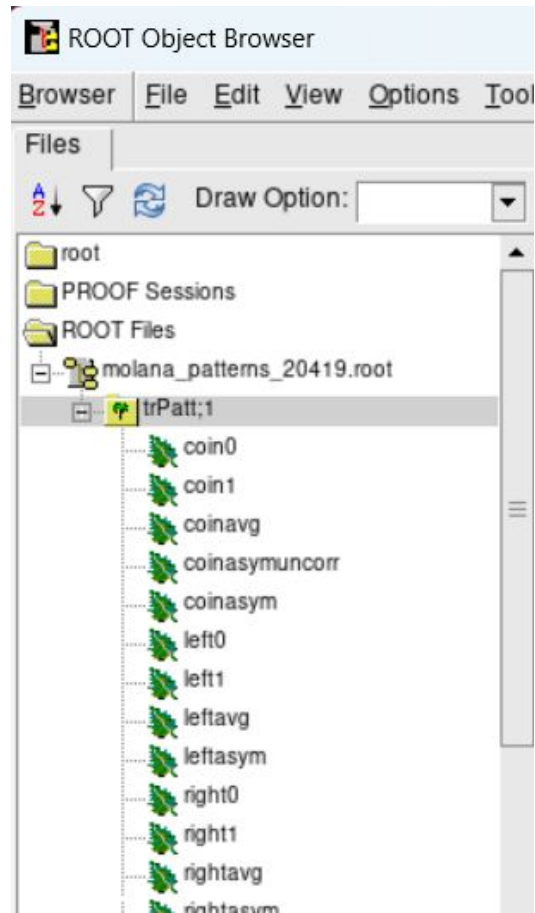 ROOT Object Browser
Browser File Edit View Options Tool
Files
Draw Option:
root
PROOF Sessions
ROOT Files
molana_patterns_20419.root
trPatt;1
coin0
coin1
coinavg
coinasymuncorr
coinasym
left0
left1
leftavg
leftasym
right0
right1
rightavg
rightasym